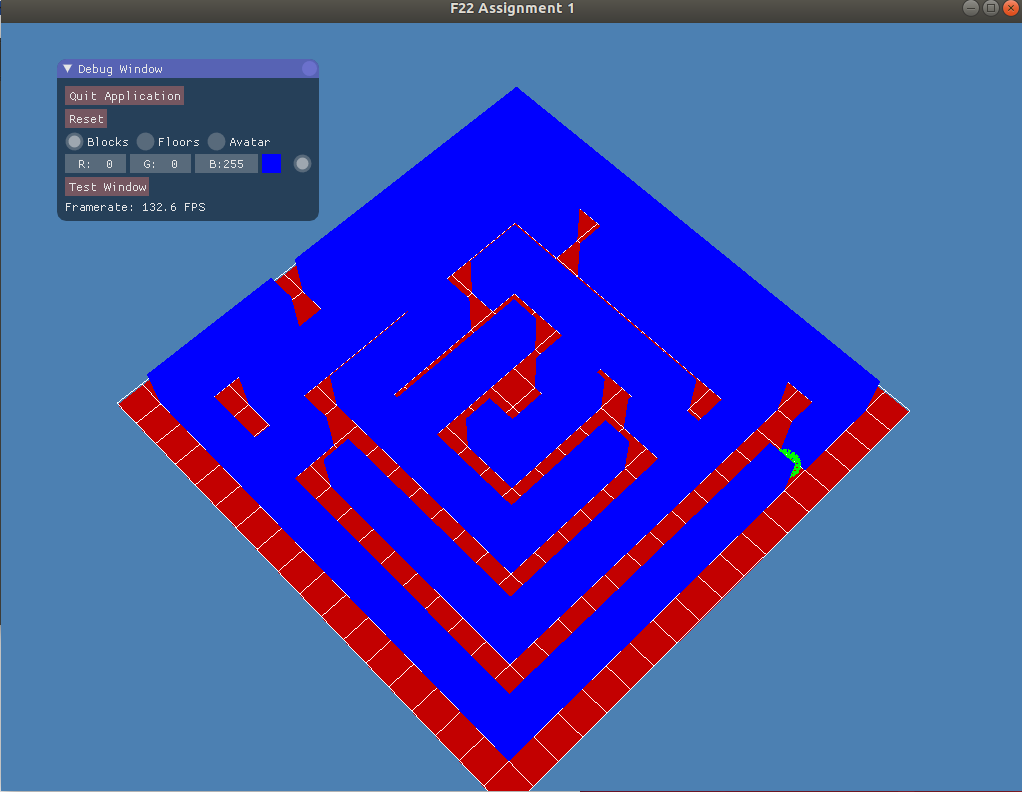 F22 Assignment 1
Debug Window
Quit Application
Reset
Blocks Floors Avatar
R: 0 G: 0 B:255
Test Window
Framerate: 132.6 FPS